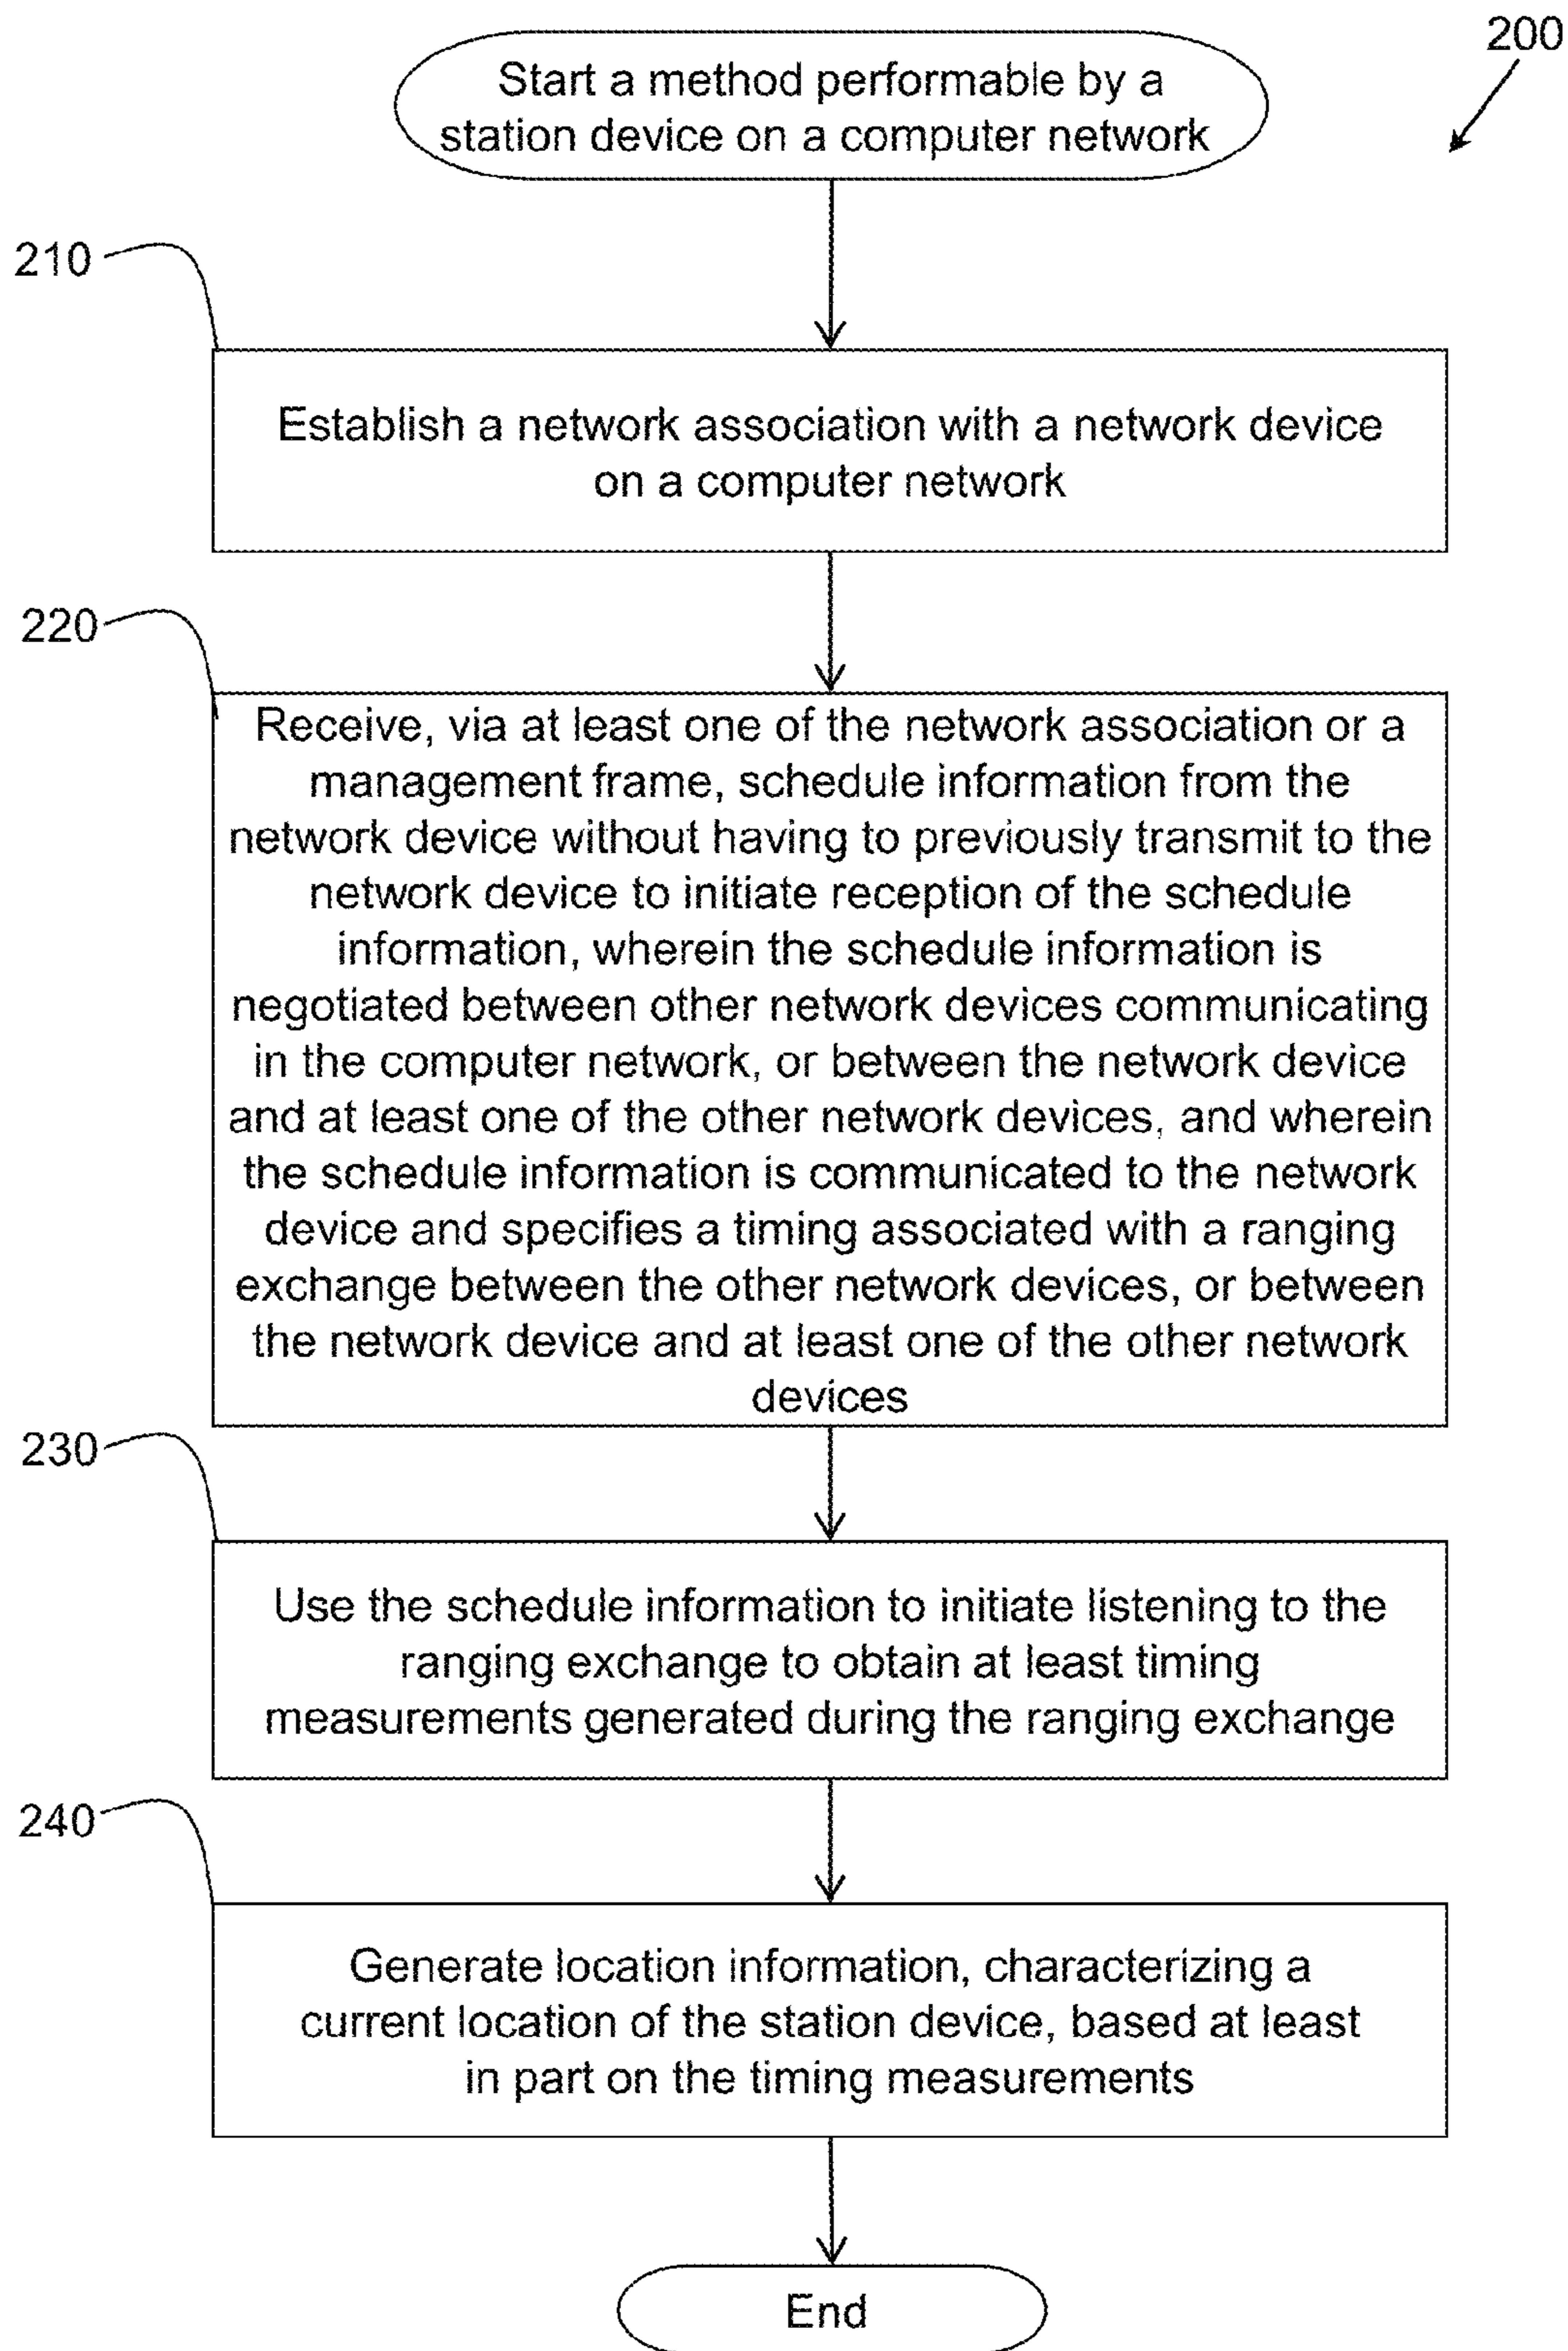 200
Start a method performable by a
station device on a computer network
210
Establish a network association with a network device
on a computer network
220
Receive, via at least one of the network association or a
management frame, schedule information from the
network device without having to previously transmit to the
network device to initiate reception of the schedule
information, wherein the schedule information is
negotiated between other network devices communicating
in the computer network, or between the network device
and at least one of the other network devices, and wherein
the schedule information is communicated to the network
device and specifies a timing associated with a ranging
exchange between the other network devices, or between
the network device and at least one of the other network
devices
230
Use the schedule information to initiate listening to the
ranging exchange to obtain at least timing
measurements generated during the ranging exchange
240
Generate location information, characterizing a
current location of the station device, based at least
in part on the timing measurements
End